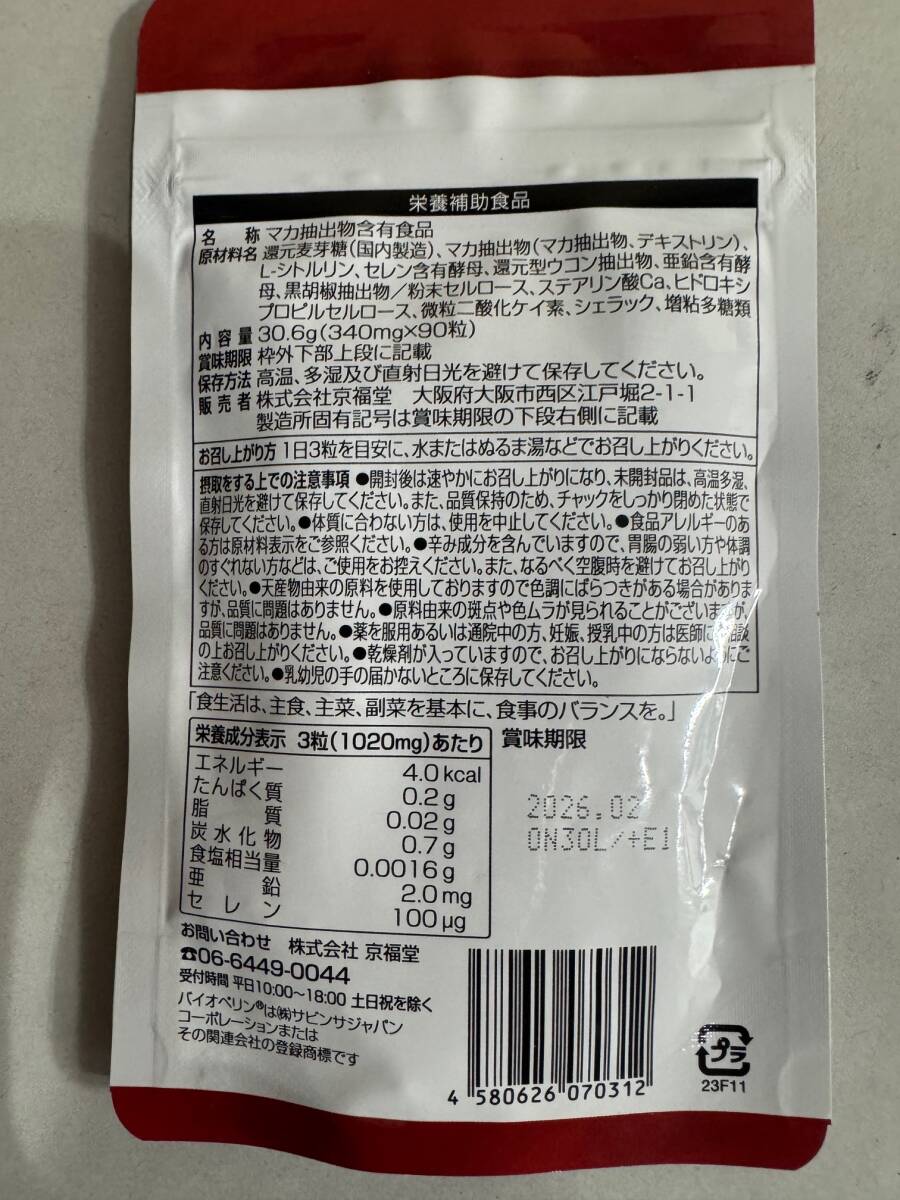 栄養補助食品
名称 マカ抽出物含有食品
原材料名 還元麦芽糖(国内製造)、マカ抽出物(マカ抽出物、デキストリン)、
L-シトルリン、セレン含有酵母、還元型ウコン抽出物、亜鉛含有酵
母、黒胡椒抽出物／粉末セルロース、ステアリン酸Ca、ヒドロキシ
プロピルセルロース、微粒二酸化ケイ素、シェラック、増粘多糖類
内容量 30.6g(340mg×90粒)
賞味期限 枠外下部上段に記載
保存方法 高温、多湿及び直射日光を避けて保存してください。
販売者 株式会社京福堂 大阪府大阪市西区江戸堀2-1-1
製造所固有記号は賞味期限の下段右側に記載
お召し上がり方 1日3粒を目安に、水またはぬるま湯などでお召し上がりください。
摂取をする上での注意事項 ●開封後は速やかにお召し上がりになり、未開封品は、高温多湿、
直射日光を避けて保存してください。また、品質保持のため、チャックをしっかり閉めた状態で
保存してください。●体質に合わない方は、使用を中止してください。●食品アレルギーのあ
る方は原材料表示をご参照ください。●辛み成分を含んでいますので、胃腸の弱い方や体調
のすぐれない方などは、ご使用をお控えください。また、なるべく空腹時を避けてお召し上がり
ください。●天産物由来の原料を使用しておりますので色調にばらつきがある場合がありま
すが、品質に問題はありません。●原料由来の斑点や色ムラが見られることがございますが、
品質に問題はありません。●薬を服用あるいは通院中の方、妊娠、授乳中の方は医師にご相談
の上お召し上がりください。●乾燥剤が入っていますので、お召し上がりにならないようにご
注意ください。●乳幼児の手の届かないところに保存してください。
「食生活は、主食、主菜、副菜を基本に、食事のバランスを。」
栄養成分表示 3粒(1020mg)あたり
エネルギー 4.0kcal
たんぱく質 0.2g
脂質 0.02g
炭水化物 0.7g
食塩相当量 0.0016g
亜鉛 2.0mg
セレン 100μg
賞味期限
2026.02
ON30L/+E1
お問い合わせ 株式会社 京福堂
☎06-6449-0044
受付時間 平日10:00～18:00 土日祝を除く
バイオペリン®は㈱サビンサジャパン
コーポレーションまたは
その関連会社の登録商標です
4 580626 070312
プラ
23F11